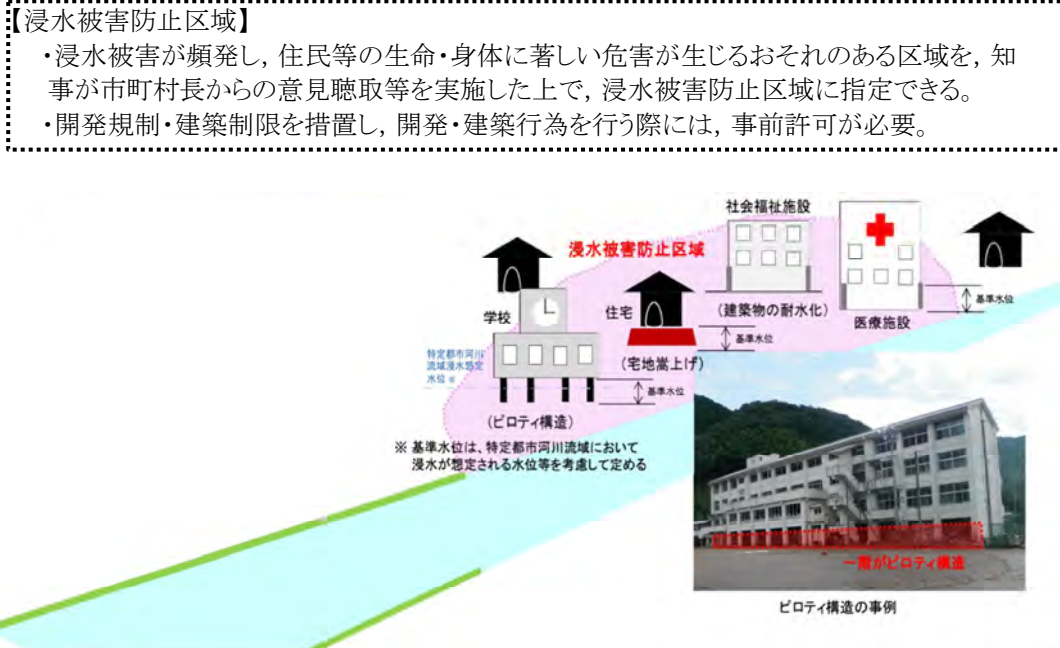 【浸水被害防止区域】
・浸水被害が頻発し，住民等の生命・身体に著しい危害が生じるおそれのある区域を，知
事が市町村長からの意見聴取等を実施した上で，浸水被害防止区域に指定できる。
・開発規制・建築制限を措置し，開発・建築行為を行う際には，事前許可が必要。
社会福祉施設
浸水被害防止区域
学校
住宅
(建築物の耐水化)
基準水位
医療施設
特定都市河川
流域浸水想定
水位 ※
基準水位
(宅地嵩上げ)
基準水位
(ピロティ構造)
※ 基準水位は、特定都市河川流域において
浸水が想定される水位等を考慮して定める
一階がピロティ構造
ピロティ構造の事例